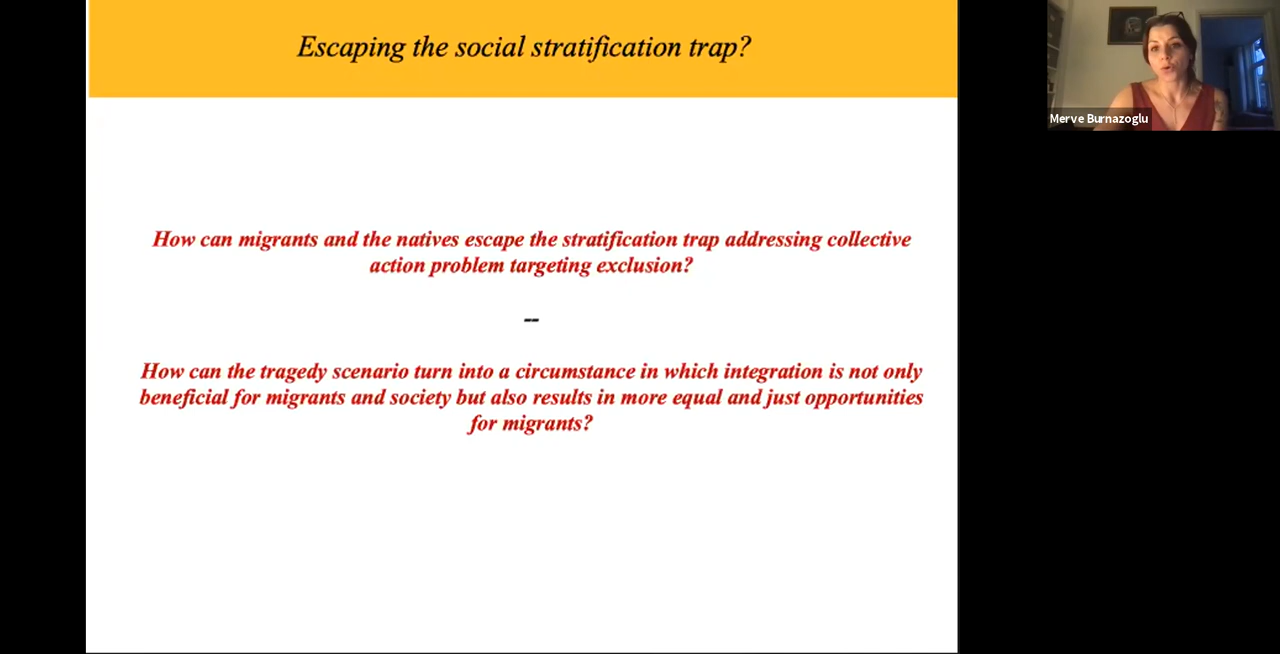 Escaping the social stratification trap?
Merve Burnazoglu
How can migrants and the natives escape the stratification trap addressing collective
action problem targeting exclusion?
--
How can the tragedy scenario turn into a circumstance in which integration is not only
beneficial for migrants and society but also results in more equal and just opportunities
for migrants?